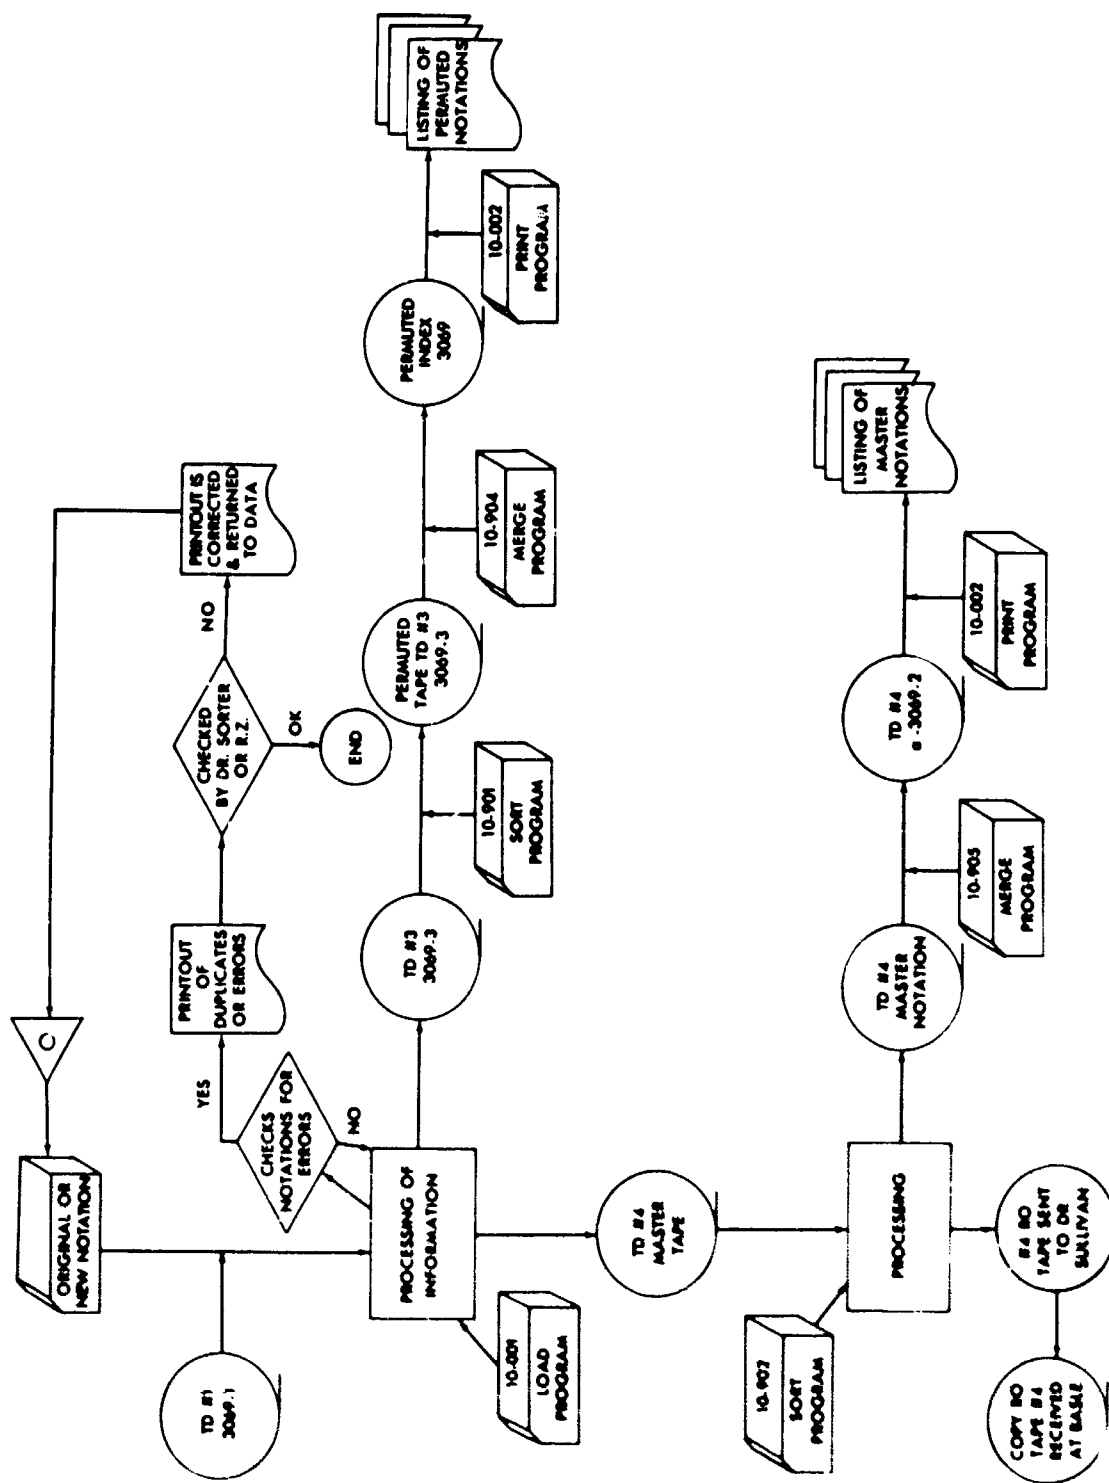 ORIGINAL OR
NEW NOTATION
C
TD #1
3069-1
PROCESSING OF
INFORMATION
10-001
LOAD
PROGRAM
CHECKS
NOTATIONS FOR
ERRORS
YES
NO
PRINTOUT
OF
DUPLICATES
OR ERRORS
CHECKED
BY DR. SORTER
OR R.Z.
NO
OK
END
PRINTOUT IS
CORRECTED
& RETURNED
TO DATA
TD #3
3069-3
10-901
SORT
PROGRAM
PERMUTED
TAPE TD #3
3069-3
10-904
MERGE
PROGRAM
PERMUTED
INDEX
3069
10-002
PRINT
PROGRAM
LISTING OF
PERMUTED
NOTATIONS
TD #4
MASTER
TAPE
10-902
SORT
PROGRAM
PROCESSING
COPY RO
TAPE #4
RECEIVED
AT BASLE
#4 RO
TAPE SENT
TO DR
SULLIVAN
TD #4
MASTER
NOTATION
10-905
MERGE
PROGRAM
TD #4
-3069-2
10-002
PRINT
PROGRAM
LISTING OF
MASTER
NOTATIONS